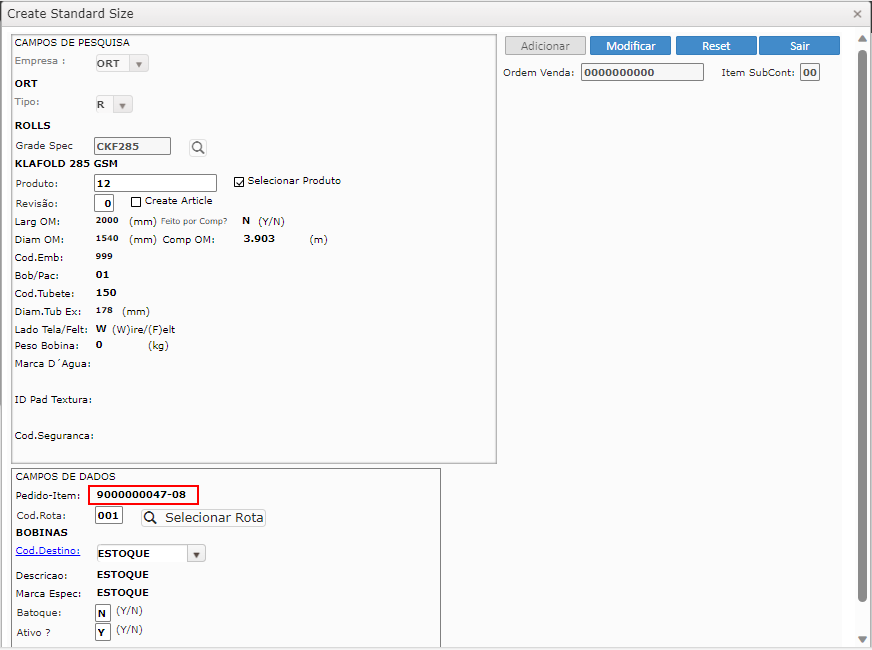 Create Standard Size
CAMPOS DE PESQUISA
Empresa : ORT
ORT
Tipo: R
ROLLS
Grade Spec CKF285
KLAFOLD 285 GSM
Produto: 12 Selecionar Produto
Revisão: 0 Create Article
Larg OM: 2000 (mm) Feito por Comp? N (Y/N)
Diam OM: 1540 (mm) Comp OM: 3.903 (m)
Cod.Emb: 999
Bob/Pac: 01
Cod.Tubete: 150
Diam.Tub Ex: 178 (mm)
Lado Tela/Felt: W (W)ire/(F)elt
Peso Bobina: 0 (kg)
Marca D´Agua:
ID Pad Textura:
Cod.Seguranca:
Adicionar Modificar Reset Sair
Ordem Venda: 0000000000 Item SubCont: 00
CAMPOS DE DADOS
Pedido-Item: 9000000047-08
Cod.Rota: 001 Selecionar Rota
BOBINAS
Cod.Destino: ESTOQUE
Descricao: ESTOQUE
Marca Espec: ESTOQUE
Batoque: N (Y/N)
Ativo ? Y (Y/N)